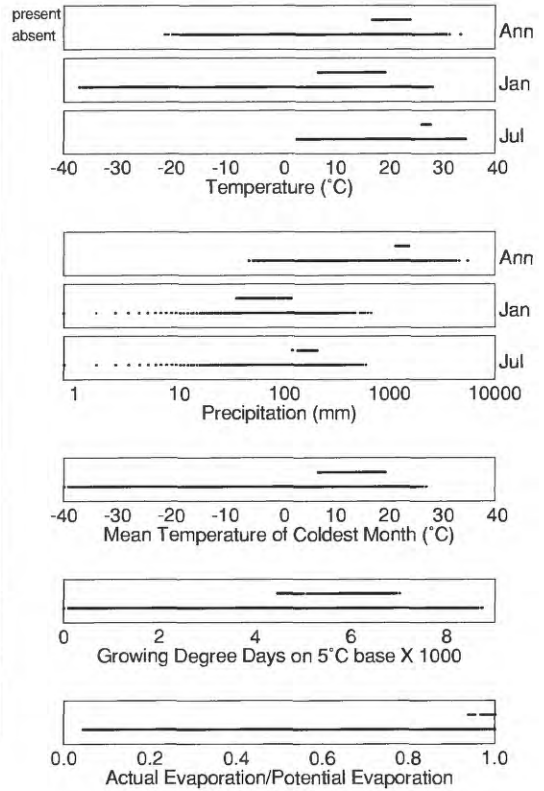 present
absent
Ann
Jan
Jul
-40 -30 -20 -10 0 10 20 30 40
Temperature (˚C)
Ann
Jan
Jul
1 10 100 1000 10000
Precipitation (mm)
-40 -30 -20 -10 0 10 20 30 40
Mean Temperature of Coldest Month (˚C)
0 2 4 6 8
Growing Degree Days on 5˚C base X 1000
0.0 0.2 0.4 0.6 0.8 1.0
Actual Evaporation/Potential Evaporation